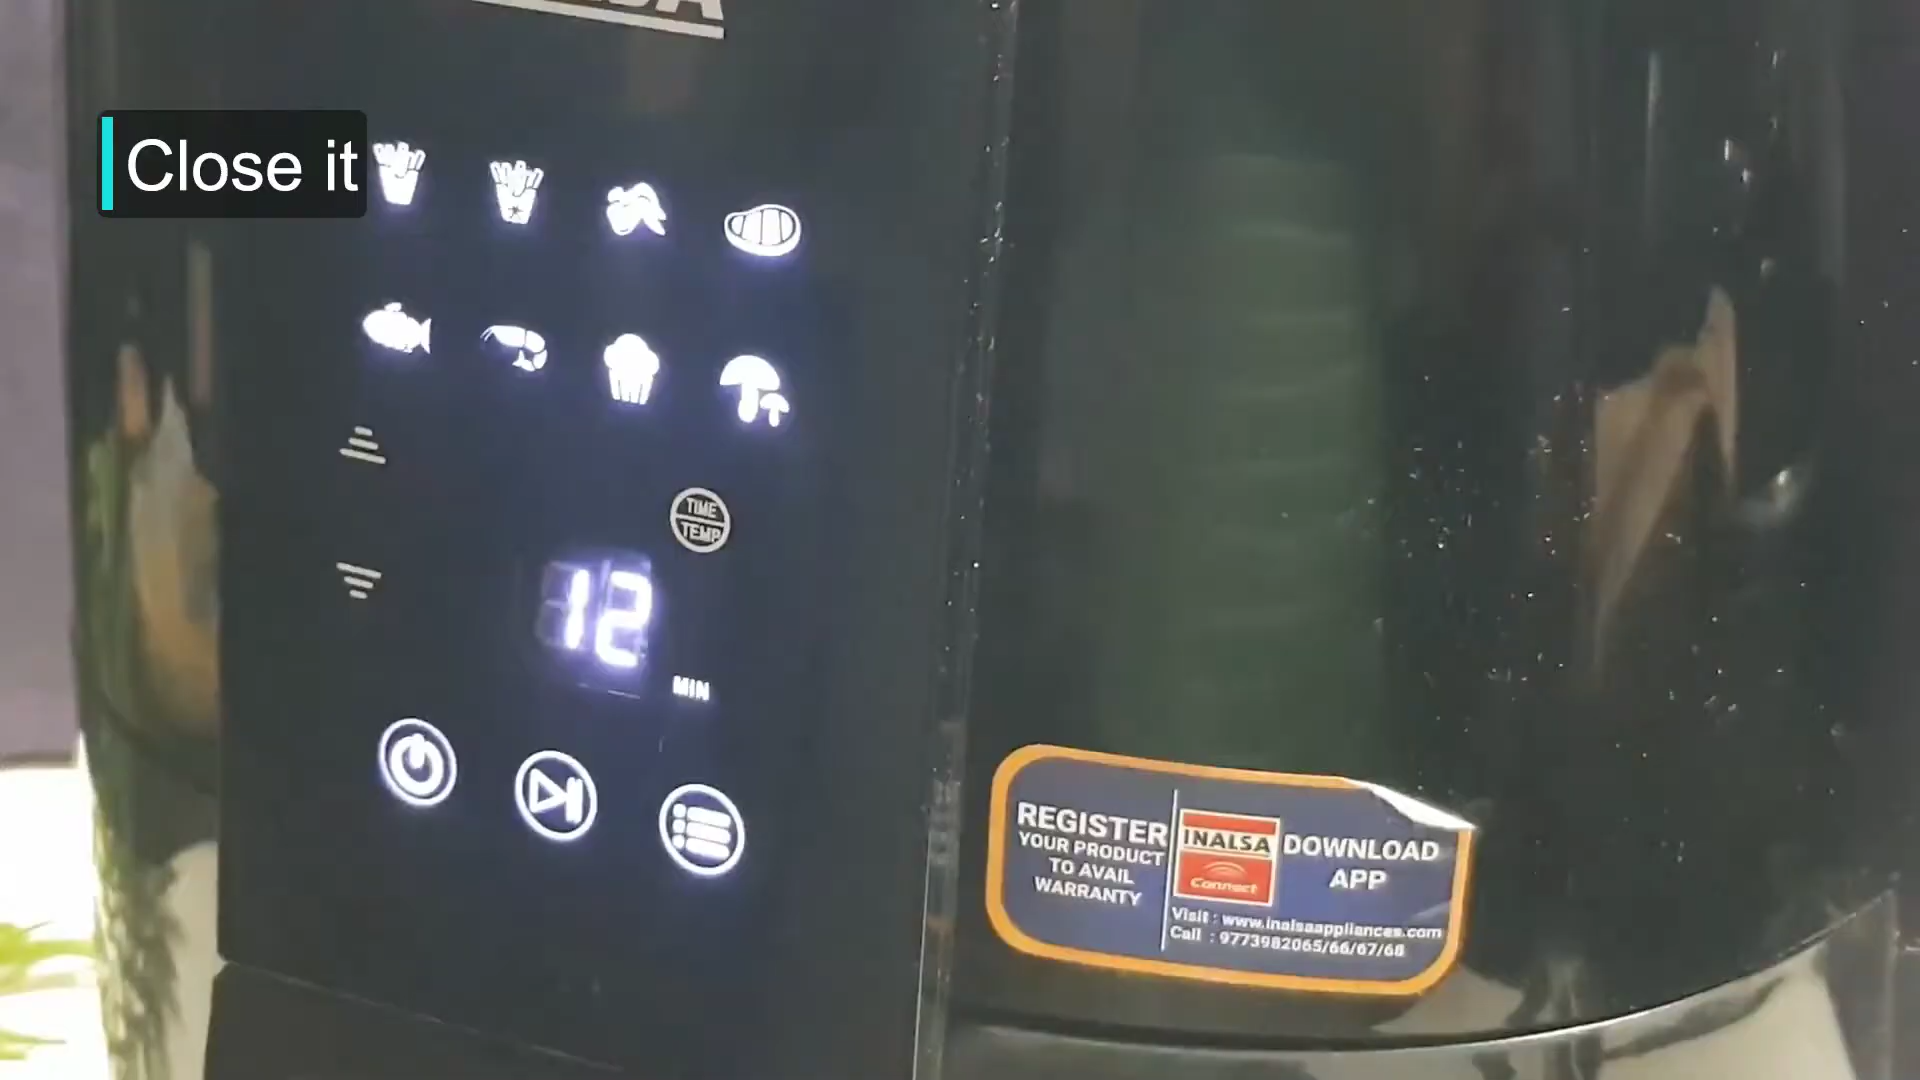 Close it
TIME
TEMP
12
MIN
REGISTER
YOUR PRODUCT
TO AVAIL
WARRANTY
INALSA
Connect
DOWNLOAD
APP
Visit : www.inalsaappliances.com
Call : 9773982065/66/67/68